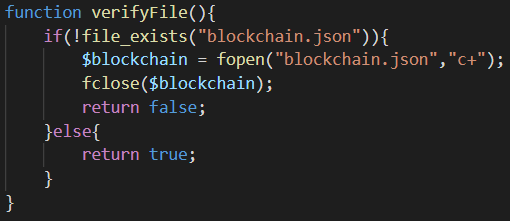 function verifyFile(){
    if(!file_exists("blockchain.json")){
        $blockchain = fopen("blockchain.json","c+");
        fclose($blockchain);
        return false;
    }else{
        return true;
    }
}